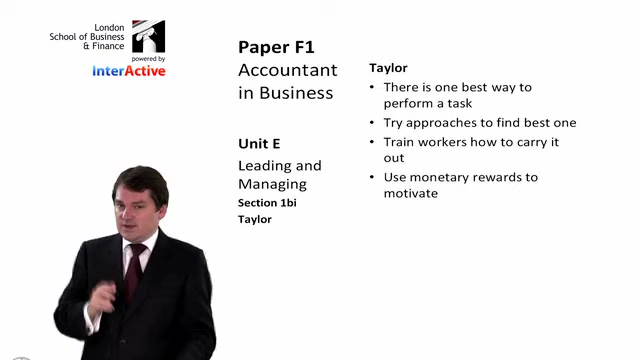 London
School of Business
& Finance
powered by
InterActive
Paper F1
Accountant
in Business
Unit E
Leading and
Managing
Section 1bi
Taylor
Taylor
• There is one best way to
perform a task
• Try approaches to find best one
• Train workers how to carry it
out
• Use monetary rewards to
motivate